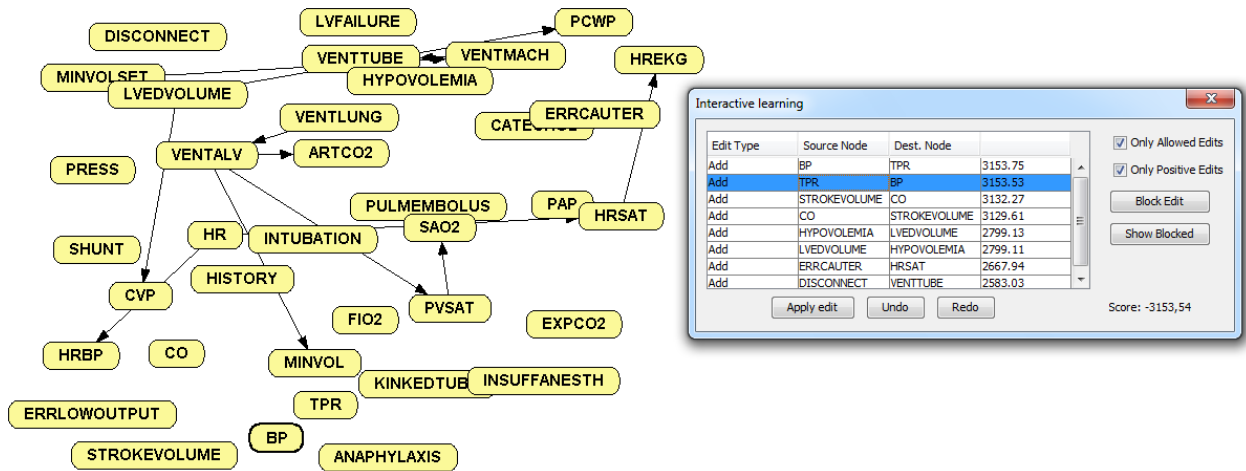 LVFAILURE
PCWP
DISCONNECT
VENTTUBE
VENTMACH
HREKG
MINVOLSET
HYPOVOLEMIA
LVEDVOLUME
VENTLUNG
ERRCAUTER
VENTALV
ARTCO2
PRESS
PULMEMBOLUS
PAP
HRSAT
HR
INTUBATION
SAO2
SHUNT
HISTORY
CVP
PVSAT
FIO2
EXPCO2
HRBP
CO
MINVOL
INSUFFANESTH
TPR
ERRLOWOUTPUT
BP
STROKEVOLUME
ANAPHYLAXIS
Interactive learning
Edit Type Source Node Dest. Node
Add BP TPR 3153.75
Add TPR BP 3153.53
Add STROKEVOLUME CO 3132.27
Add CO STROKEVOLUME 3129.61
Add HYPOVOLEMIA LVEDVOLUME 2799.13
Add LVEDVOLUME HYPOVOLEMIA 2799.11
Add ERRCAUTER HRSAT 2667.94
Add DISCONNECT VENTTUBE 2583.03
Only Allowed Edits
Only Positive Edits
Block Edit
Show Blocked
Apply edit Undo Redo
Score: -3153,54